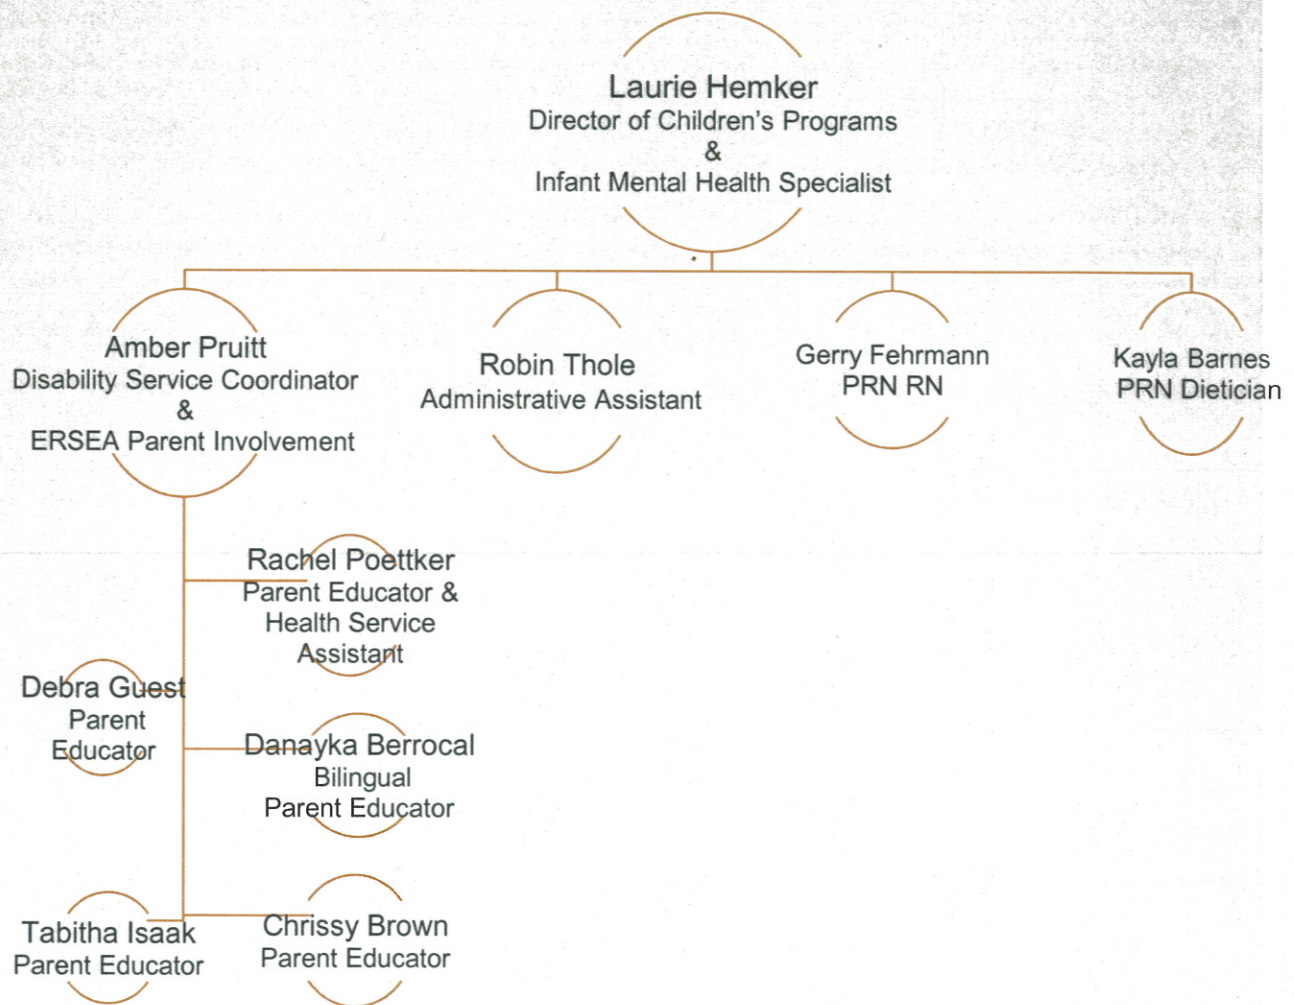 Laurie Hemker
Director of Children's Programs
&
Infant Mental Health Specialist
Amber Pruitt
Disability Service Coordinator
&
ERSEA Parent Involvement
Robin Thole
Administrative Assistant
Gerry Fehrmann
PRN RN
Kayla Barnes
PRN Dietician
Rachel Poettker
Parent Educator &
Health Service
Assistant
Debra Guest
Parent
Educator
Danayka Berrocal
Bilingual
Parent Educator
Tabitha Isaak
Parent Educator
Chrissy Brown
Parent Educator